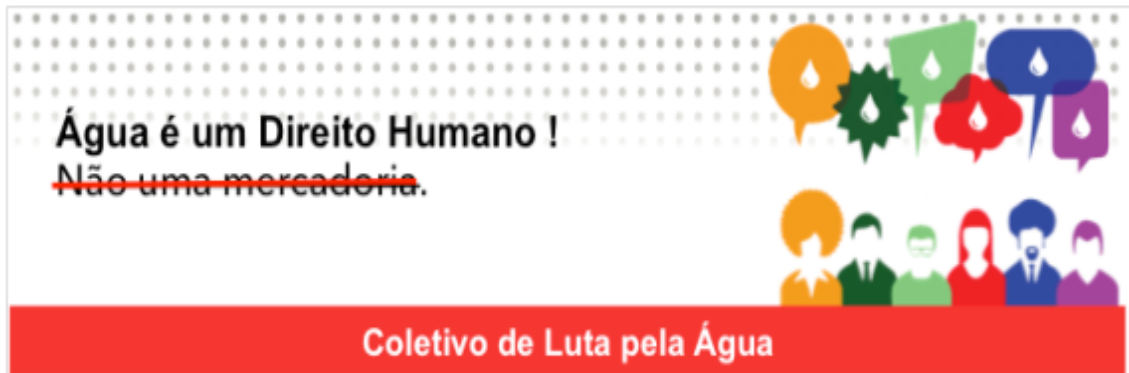 Água é um Direito Humano !
Não uma mercadoria.
Coletivo de Luta pela Água